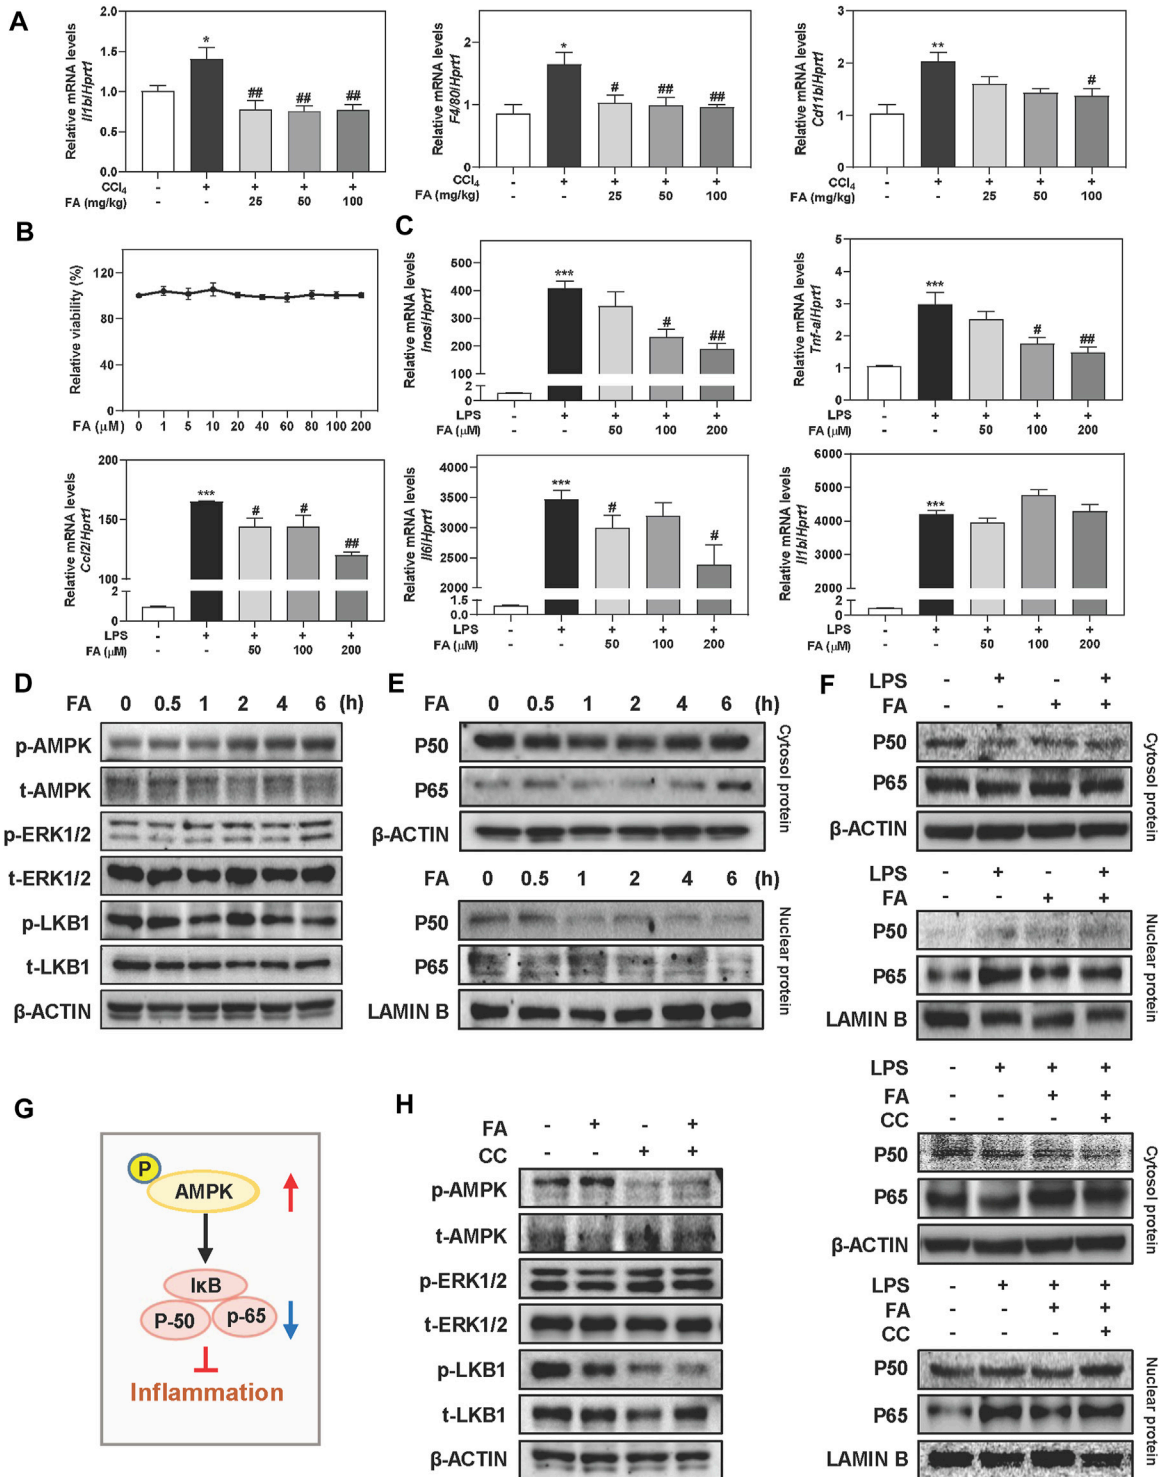 A
Relative mRNA levels
Il1b/Hprt1
1.5
1.0
0.5
0.0
2.0
*
##
##
##
CCl4 - + + + +
FA (mg/kg) - - 25 50 100
Relative mRNA levels
F4/80/Hprt1
2
1
0
*
#
##
##
CCl4 - + + + +
FA (mg/kg) - - 25 50 100
Relative mRNA levels
Cd11b/Hprt1
3
2
1
0
**
#
CCl4 - + + + +
FA (mg/kg) - - 25 50 100
B
Relative viability (%)
120
80
40
0
FA (μM) 0 1 5 10 20 40 60 80 100 200
C
Relative mRNA levels
Inos/Hprt1
500
400
300
200
100
2
0
***
#
##
LPS - + + + +
FA (μM) - - 50 100 200
Relative mRNA levels
Tnf-a/Hprt1
5
4
3
2
1
0
***
#
##
LPS - + + + +
FA (μM) - - 50 100 200
Relative mRNA levels
Ccl2/Hprt1
200
150
100
2
0
***
#
#
##
LPS - + + + +
FA (μM) - - 50 100 200
Relative mRNA levels
Il6/Hprt1
4000
3500
3000
2500
2000
1.5
0.0
***
#
#
LPS - + + + +
FA (μM) - - 50 100 200
Relative mRNA levels
Il1b/Hprt1
6000
5000
4000
3000
2000
2
0
***
LPS - + + + +
FA (μM) - - 50 100 200
D
FA 0 0.5 1 2 4 6 (h)
p-AMPK
t-AMPK
p-ERK1/2
t-ERK1/2
p-LKB1
t-LKB1
β-ACTIN
E
FA 0 0.5 1 2 4 6 (h)
P50
P65
β-ACTIN
Cytosol protein
FA 0 0.5 1 2 4 6 (h)
P50
P65
LAMIN B
Nuclear protein
F
LPS - + - +
FA - - + +
P50
P65
β-ACTIN
Cytosol protein
LPS - + - +
FA - - + +
P50
P65
LAMIN B
Nuclear protein
LPS - + + +
FA - - + +
CC - - - +
P50
P65
β-ACTIN
Cytosol protein
LPS - + + +
FA - - + +
CC - - - +
P50
P65
LAMIN B
Nuclear protein
G
P
AMPK
IκB
P-50
p-65
Inflammation
H
FA - + - +
CC - - + +
p-AMPK
t-AMPK
p-ERK1/2
t-ERK1/2
p-LKB1
t-LKB1
β-ACTIN